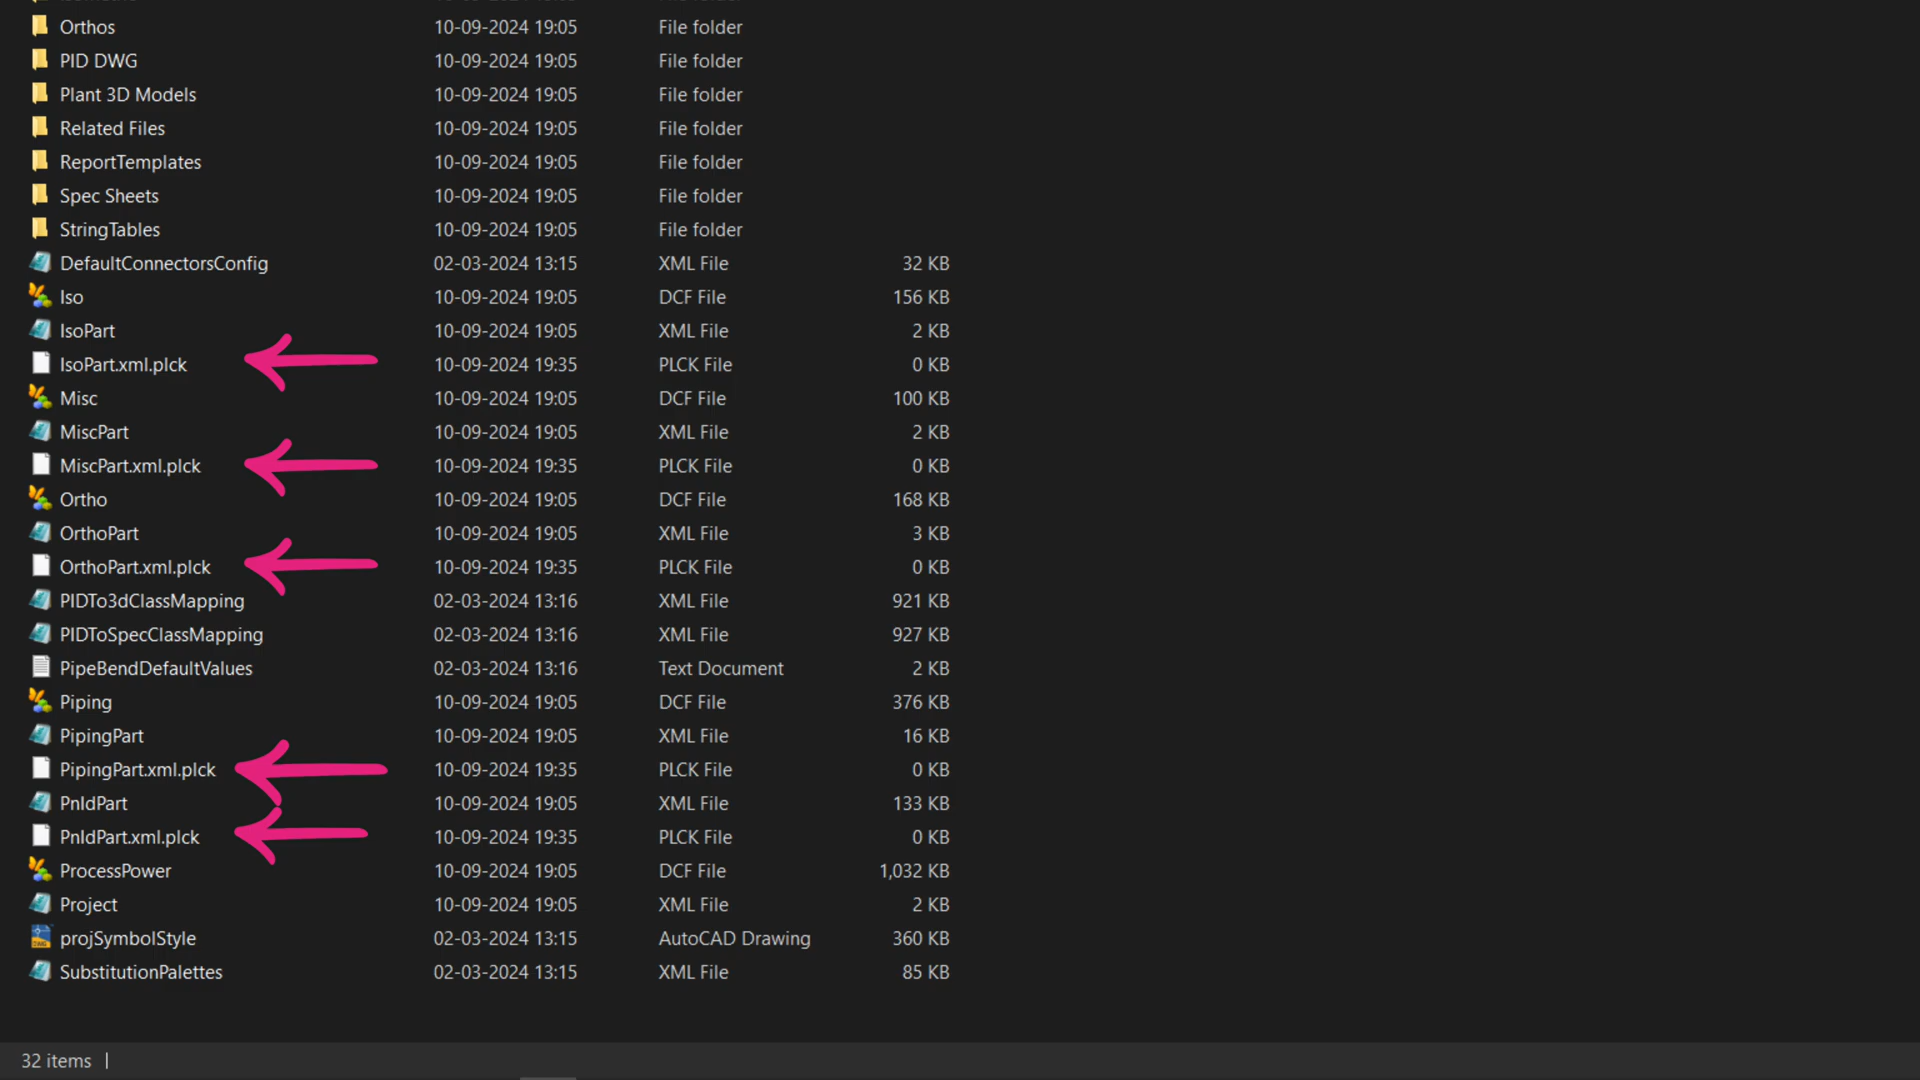 Orthos 10-09-2024 19:05 File folder
PID DWG 10-09-2024 19:05 File folder
Plant 3D Models 10-09-2024 19:05 File folder
Related Files 10-09-2024 19:05 File folder
ReportTemplates 10-09-2024 19:05 File folder
Spec Sheets 10-09-2024 19:05 File folder
StringTables 10-09-2024 19:05 File folder
DefaultConnectorsConfig 02-03-2024 13:15 XML File 32 KB
Iso 10-09-2024 19:05 DCF File 156 KB
IsoPart 10-09-2024 19:05 XML File 2 KB
IsoPart.xml.plck 10-09-2024 19:35 PLCK File 0 KB
Misc 10-09-2024 19:05 DCF File 100 KB
MiscPart 10-09-2024 19:05 XML File 2 KB
MiscPart.xml.plck 10-09-2024 19:35 PLCK File 0 KB
Ortho 10-09-2024 19:05 DCF File 168 KB
OrthoPart 10-09-2024 19:05 XML File 3 KB
OrthoPart.xml.plck 10-09-2024 19:35 PLCK File 0 KB
PIDTo3dClassMapping 02-03-2024 13:16 XML File 921 KB
PIDToSpecClassMapping 02-03-2024 13:16 XML File 927 KB
PipeBendDefaultValues 02-03-2024 13:16 Text Document 2 KB
Piping 10-09-2024 19:05 DCF File 376 KB
PipingPart 10-09-2024 19:05 XML File 16 KB
PipingPart.xml.plck 10-09-2024 19:35 PLCK File 0 KB
PnIdPart 10-09-2024 19:05 XML File 133 KB
PnIdPart.xml.plck 10-09-2024 19:35 PLCK File 0 KB
ProcessPower 10-09-2024 19:05 DCF File 1,032 KB
Project 10-09-2024 19:05 XML File 2 KB
projSymbolStyle 02-03-2024 13:15 AutoCAD Drawing 360 KB
SubstitutionPalettes 02-03-2024 13:15 XML File 85 KB
32 items